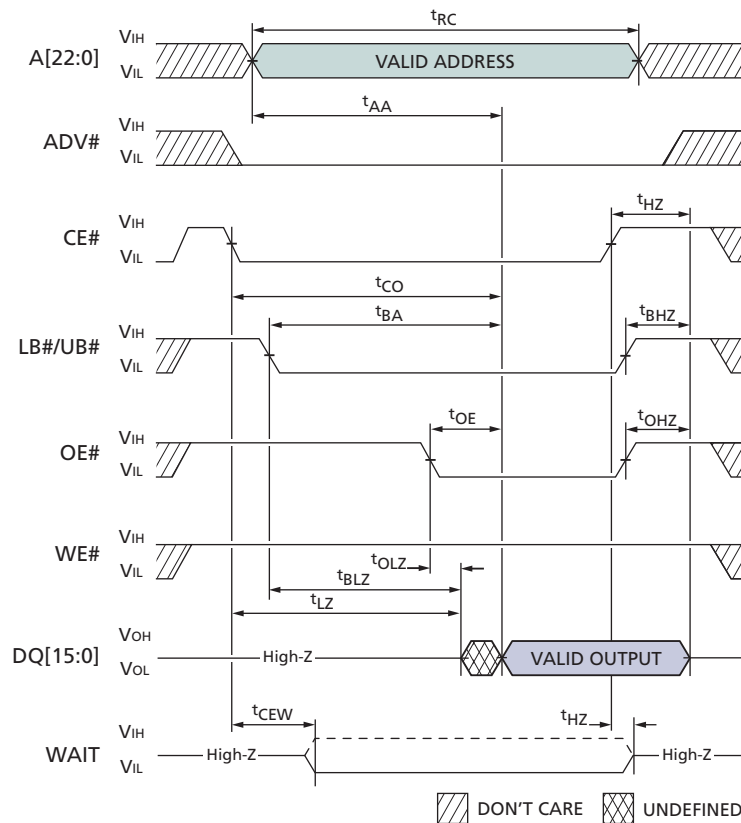 tRC
A[22:0] VIH VIL VALID ADDRESS
tAA
ADV# VIH VIL
tHZ
CE# VIH VIL
tCO
tBA tBHZ
LB#/UB# VIH VIL
tOE tOHZ
OE# VIH VIL
WE# VIH VIL
tOLZ
tBLZ
tLZ
DQ[15:0] VOH VOL High-Z VALID OUTPUT
tCEW tHZ
WAIT VIH VIL High-Z High-Z
DON'T CARE UNDEFINED